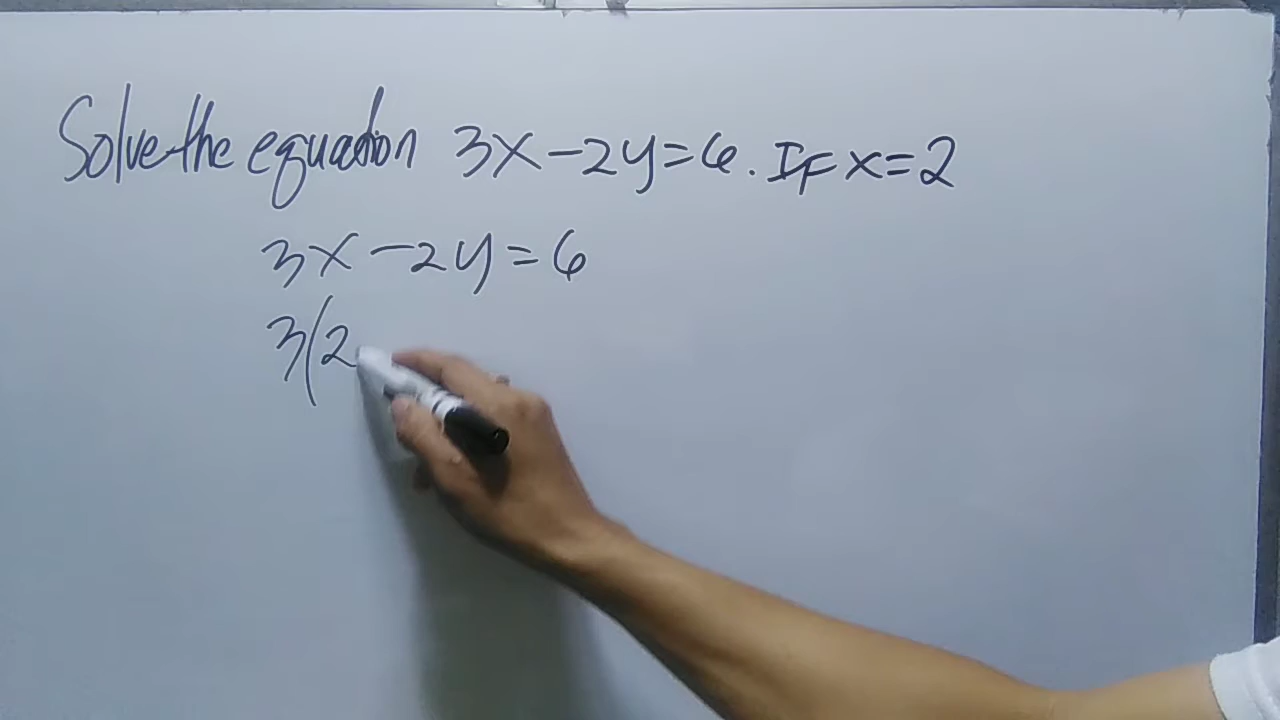 Solve the equation 3x-2y=6. If x=2
3x-2y=6
3(2